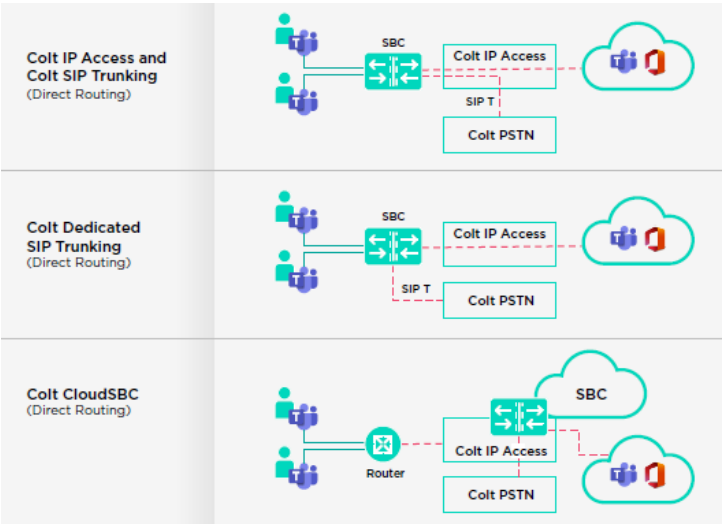 Colt IP Access and
Colt SIP Trunking
(Direct Routing)
SBC
Colt IP Access
SIP T
Colt PSTN
Colt Dedicated
SIP Trunking
(Direct Routing)
SBC
Colt IP Access
SIP T
Colt PSTN
Colt CloudSBC
(Direct Routing)
SBC
Router
Colt IP Access
Colt PSTN